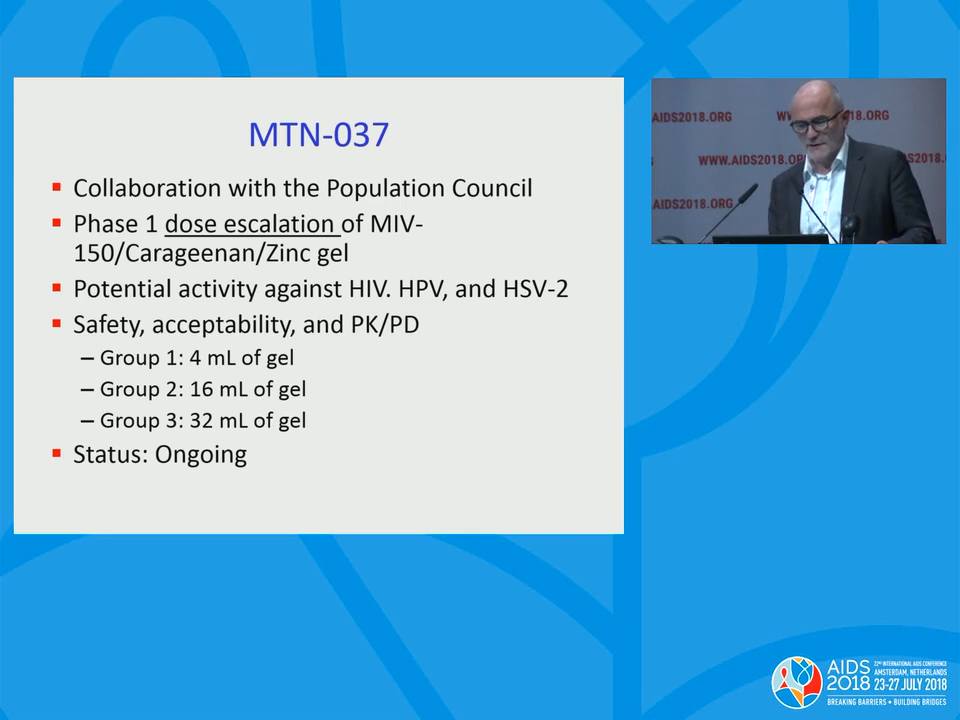 MTN-037
Collaboration with the Population Council
Phase 1 dose escalation of MIV-
150/Carageenan/Zinc gel
Potential activity against HIV. HPV, and HSV-2
Safety, acceptability, and PK/PD
– Group 1: 4 mL of gel
– Group 2: 16 mL of gel
– Group 3: 32 mL of gel
Status: Ongoing
AIDS2018.ORG
18.ORG
WWW.AIDS2018.OR
S2018.
AIDS2018.ORG
AIDS 2018
22ND INTERNATIONAL AIDS CONFERENCE
AMSTERDAM, NETHERLANDS
23-27 JULY 2018
BREAKING BARRIERS • BUILDING BRIDGES